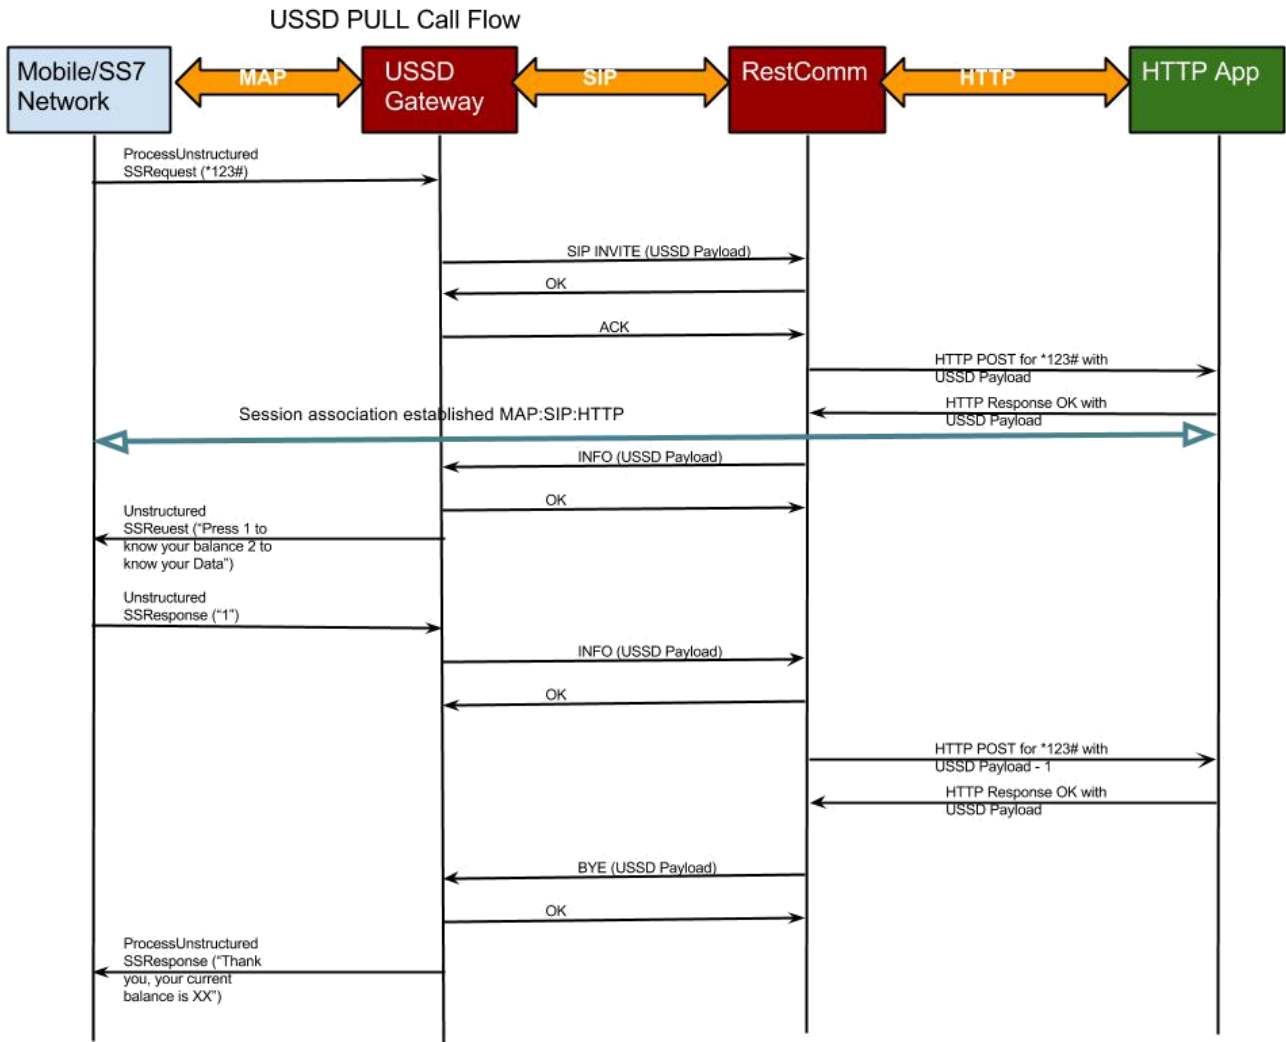 USSD PULL Call Flow
Mobile/SS7
Network
MAP
USSD
Gateway
SIP
RestComm
HTTP
HTTP App
ProcessUnstructured
SSRequest (*123#)
SIP INVITE (USSD Payload)
OK
ACK
HTTP POST for *123# with
USSD Payload
HTTP Response OK with
USSD Payload
Session association established MAP:SIP:HTTP
INFO (USSD Payload)
OK
Unstructured
SSReuest (“Press 1 to
know your balance 2 to
know your Data”)
Unstructured
SSResponse (“1”)
INFO (USSD Payload)
OK
HTTP POST for *123# with
USSD Payload - 1
HTTP Response OK with
USSD Payload
BYE (USSD Payload)
OK
ProcessUnstructured
SSResponse (“Thank
you, your current
balance is XX”)